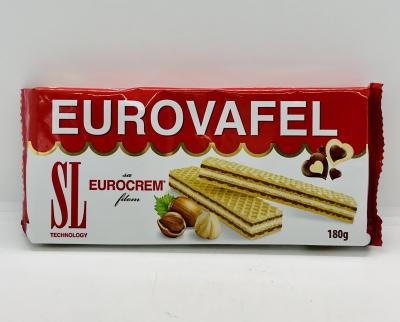 EUROVAFEL
SL
TECHNOLOGY
sa
EUROCREM®
filom
180g